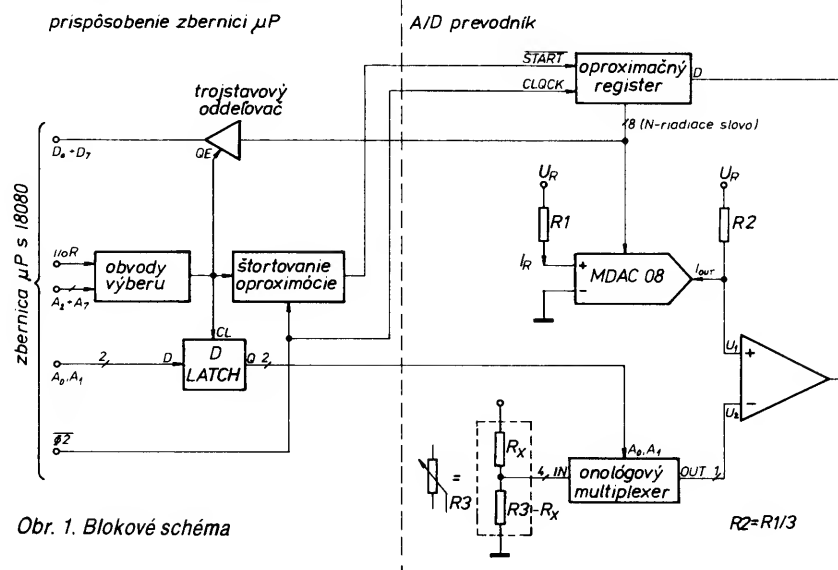 prispôsobenie zbernici μP
A/D prevodník
START
CLOCK
oproximačný
register
D
trojstavový
oddeľovač
QE
D₀÷D₇
8 (N-riadiace slovo)
zbernica μP s I8080
I/OR
A₂÷A₇
obvody
výberu
štartovanie
oproximócie
U_R
R1
I_R
+
−
MDAC 08
I_OUT
U_R
R2
A₀,A₁
2
D
CL
D
LATCH
Q
2
U₁
+
U₂
−
ϕ2
R3
=
R_X
R3-R_X
4
IN
A₀,A₁
onológový
multiplexer
OUT 1
R2=R1/3
Obr. 1. Blokové schéma